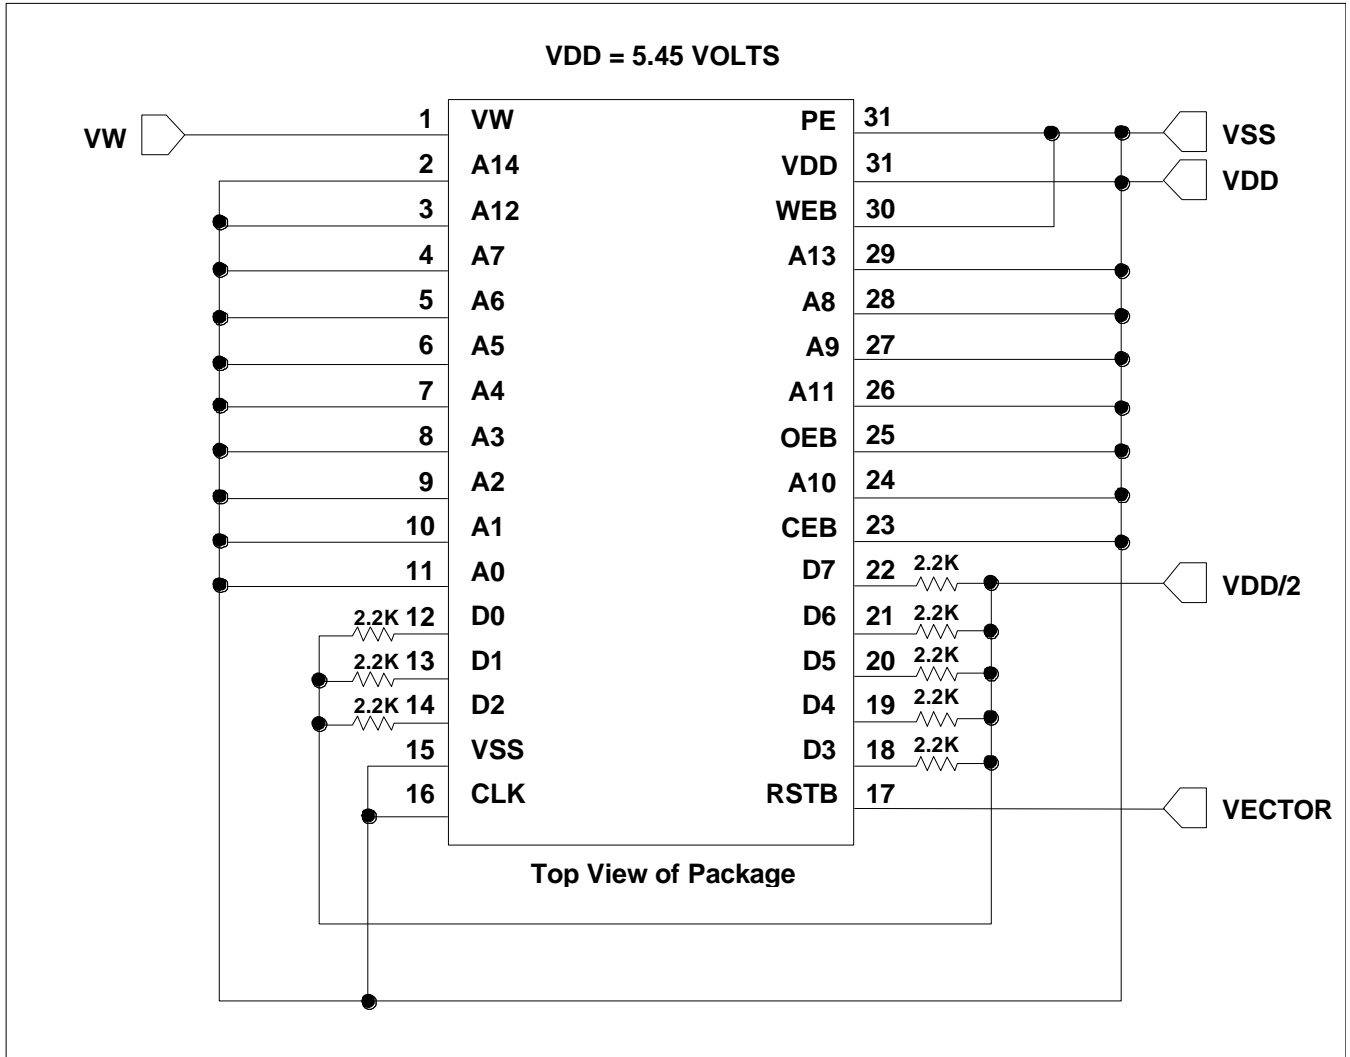 VDD = 5.45 VOLTS
VW
1 VW PE 31 VSS
2 A14 VDD 31 VDD
3 A12 WEB 30
4 A7 A13 29
5 A6 A8 28
6 A5 A9 27
7 A4 A11 26
8 A3 OEB 25
9 A2 A10 24
10 A1 CEB 23
11 A0 D7 22 2.2K VDD/2
2.2K 12 D0 D6 21 2.2K
2.2K 13 D1 D5 20 2.2K
2.2K 14 D2 D4 19 2.2K
15 VSS D3 18 2.2K
16 CLK RSTB 17 VECTOR
Top View of Package